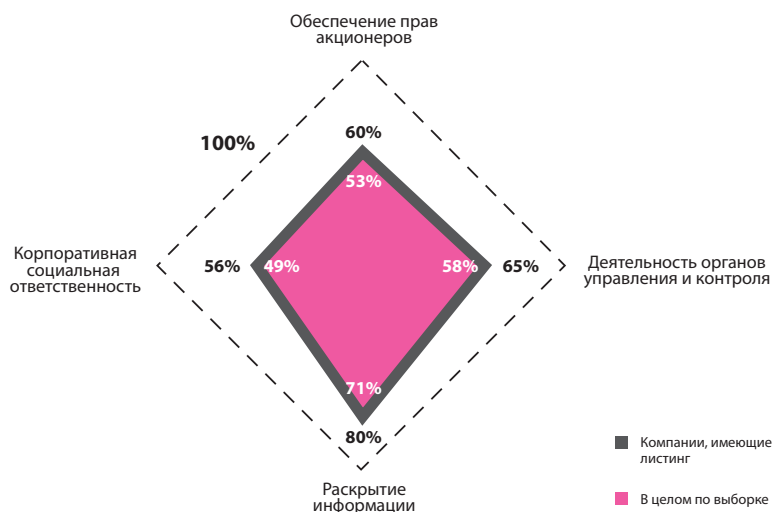 Обеспечение прав
акционеров
60%
100%
53%
Корпоративная
социальная
ответственность
56%
49%
58%
65%
Деятельность органов
управления и контроля
71%
80%
Раскрытие
информации
Компании, имеющие
листинг
В целом по выборке